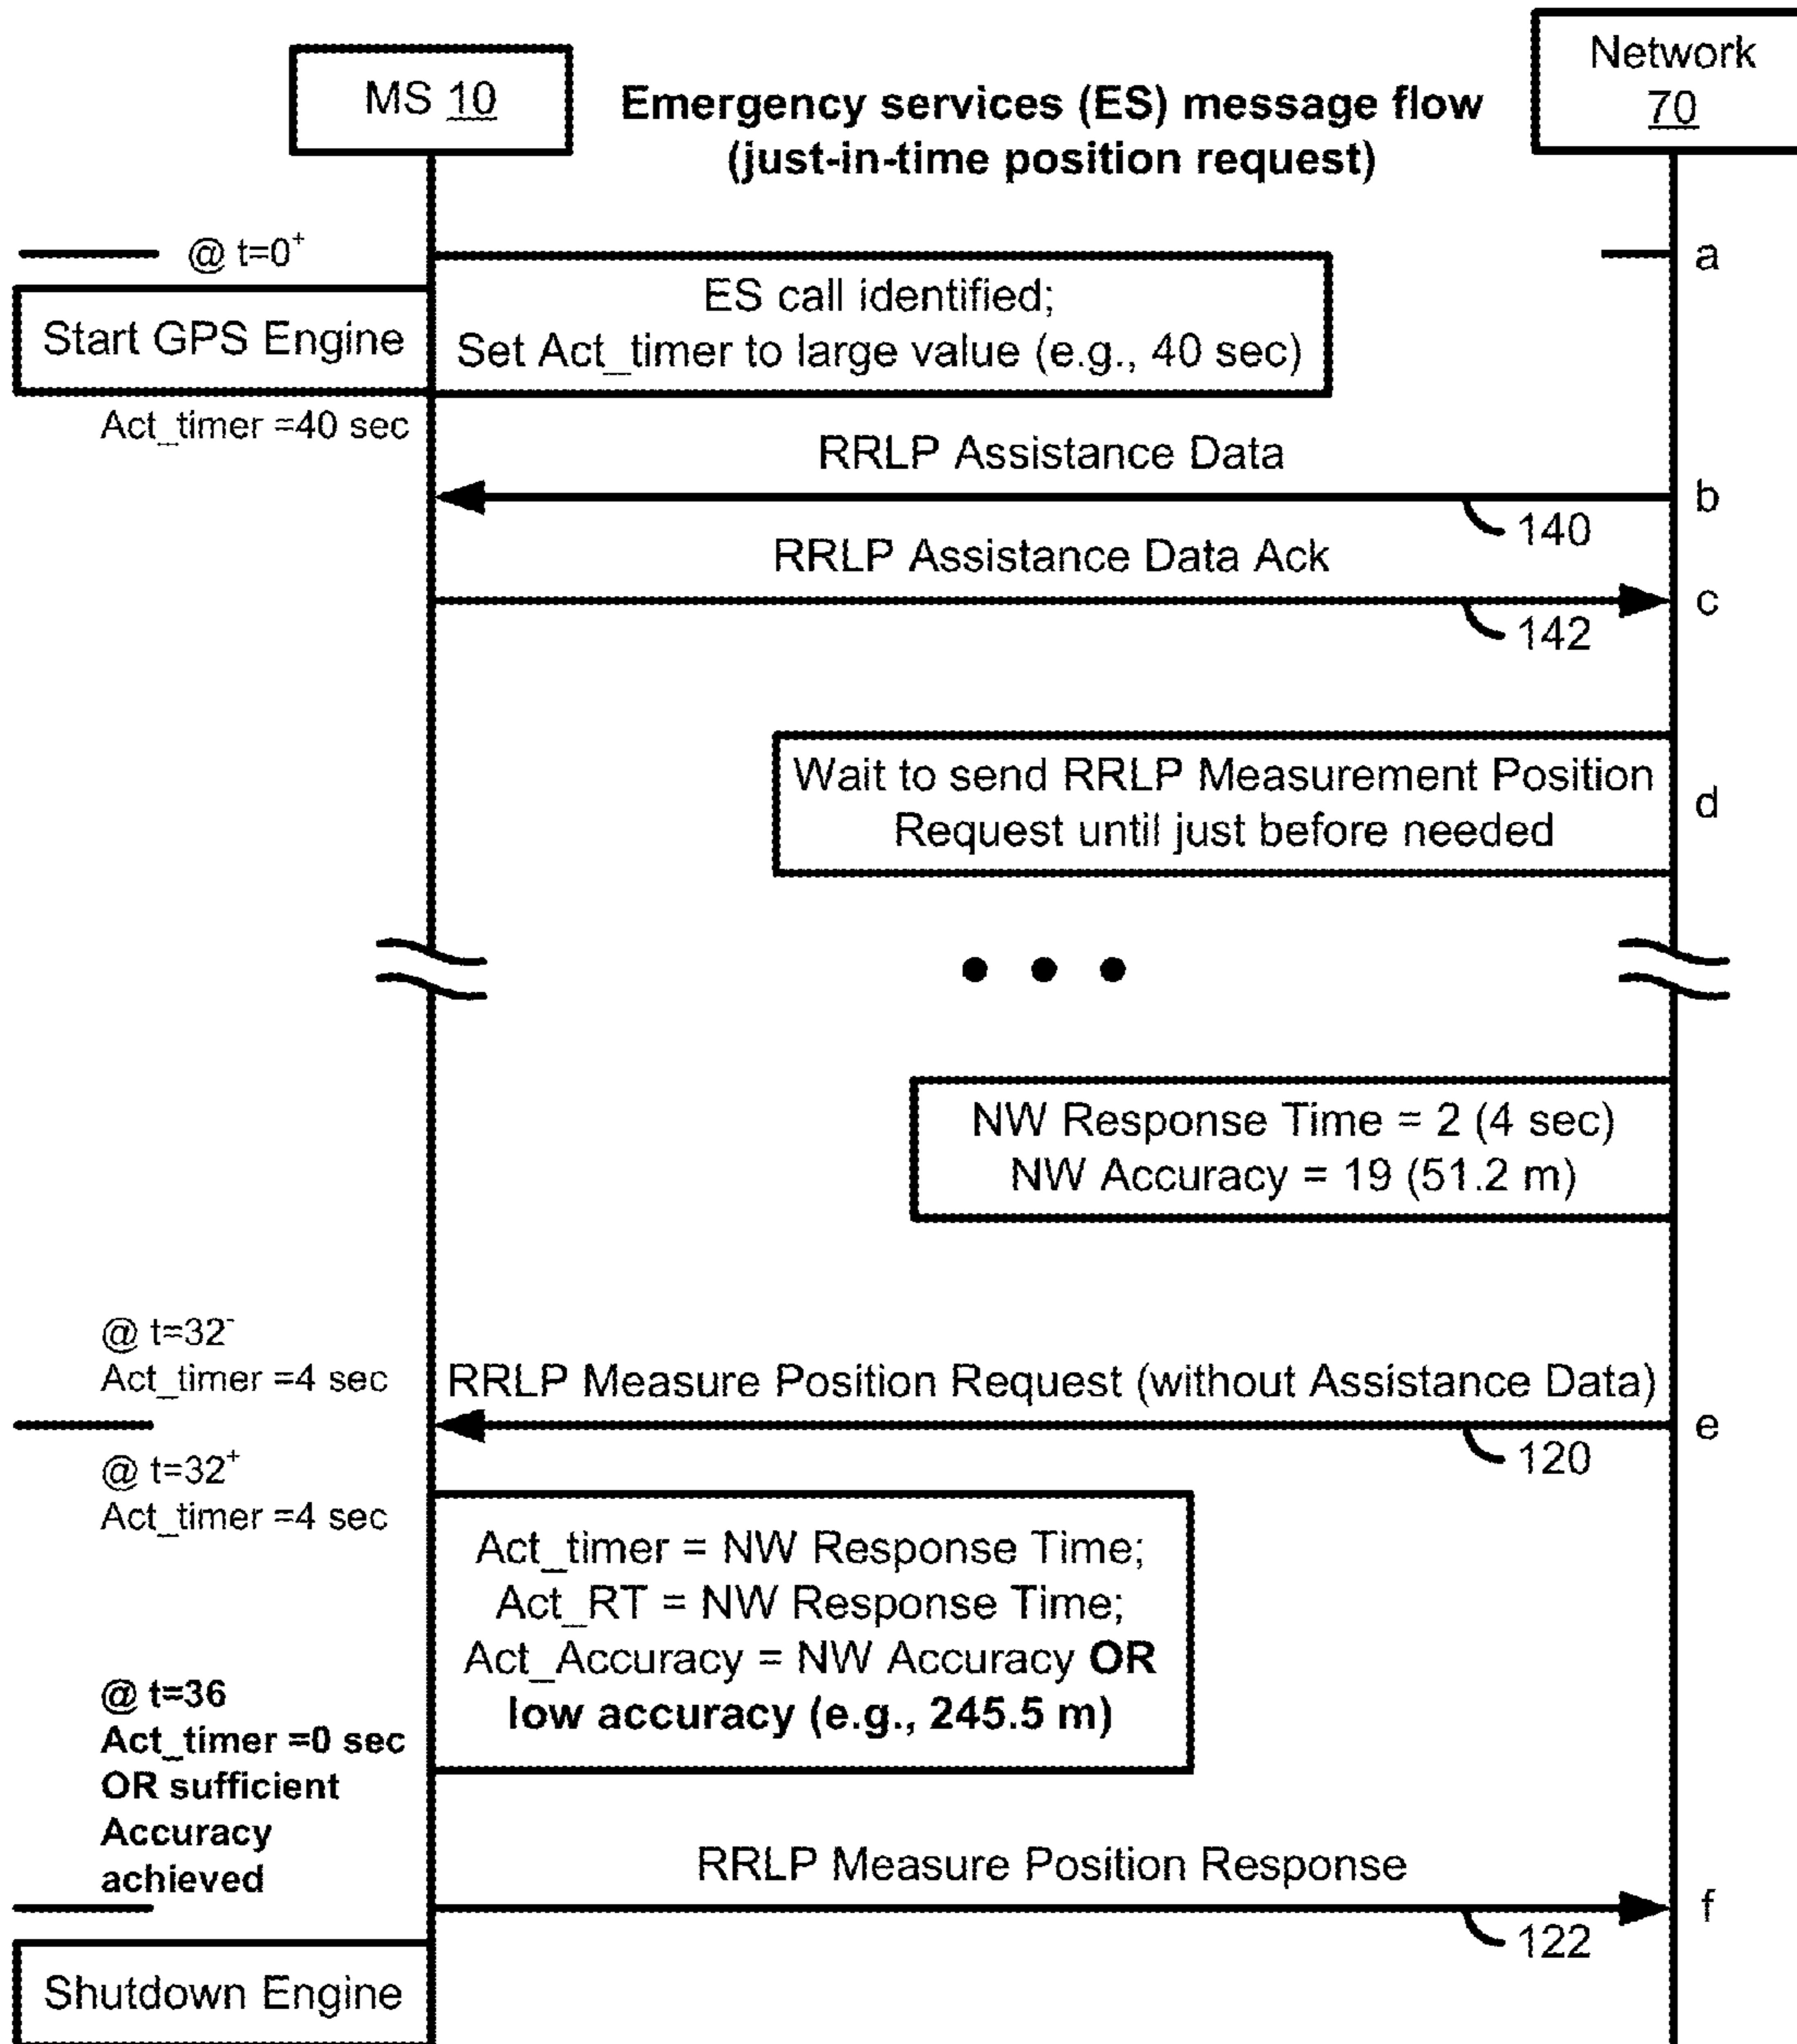 MS 10
Emergency services (ES) message flow
(just-in-time position request)
Network
70
@ t=0+
a
ES call identified;
Set Act_timer to large value (e.g., 40 sec)
Start GPS Engine
Act_timer =40 sec
RRLP Assistance Data
b
140
RRLP Assistance Data Ack
c
142
Wait to send RRLP Measurement Position
Request until just before needed
d
NW Response Time = 2 (4 sec)
NW Accuracy = 19 (51.2 m)
@ t=32-
Act_timer =4 sec
RRLP Measure Position Request (without Assistance Data)
e
120
@ t=32+
Act_timer =4 sec
Act_timer = NW Response Time;
Act_RT = NW Response Time;
Act_Accuracy = NW Accuracy OR
low accuracy (e.g., 245.5 m)
@ t=36
Act_timer =0 sec
OR sufficient
Accuracy
achieved
RRLP Measure Position Response
f
122
Shutdown Engine